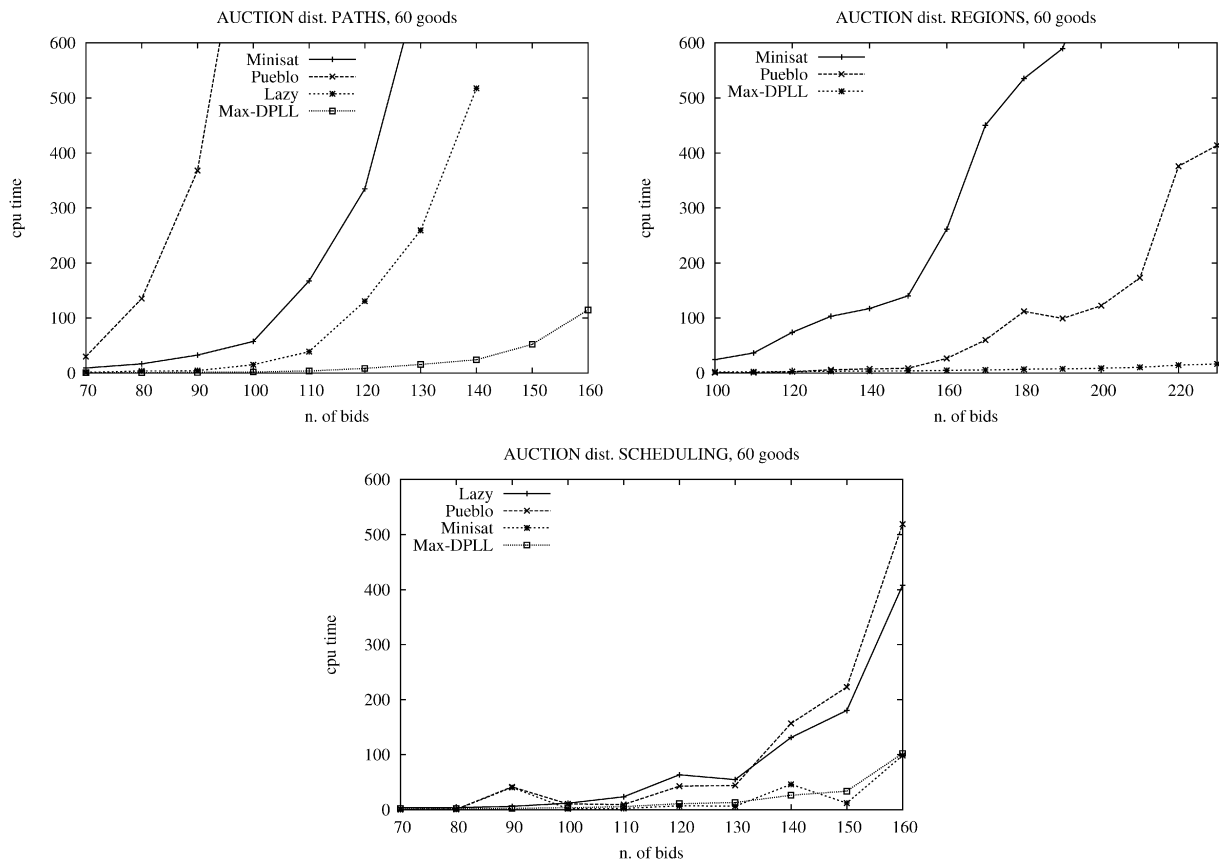 AUCTION dist. PATHS, 60 goods
600
500
400
300
200
100
0
cpu time
Minisat
Pueblo
Lazy
Max-DPLL
70 80 90 100 110 120 130 140 150 160
n. of bids
AUCTION dist. REGIONS, 60 goods
600
500
400
300
200
100
0
cpu time
Minisat
Pueblo
Max-DPLL
100 120 140 160 180 200 220
n. of bids
AUCTION dist. SCHEDULING, 60 goods
600
500
400
300
200
100
0
cpu time
Lazy
Pueblo
Minisat
Max-DPLL
70 80 90 100 110 120 130 140 150 160
n. of bids